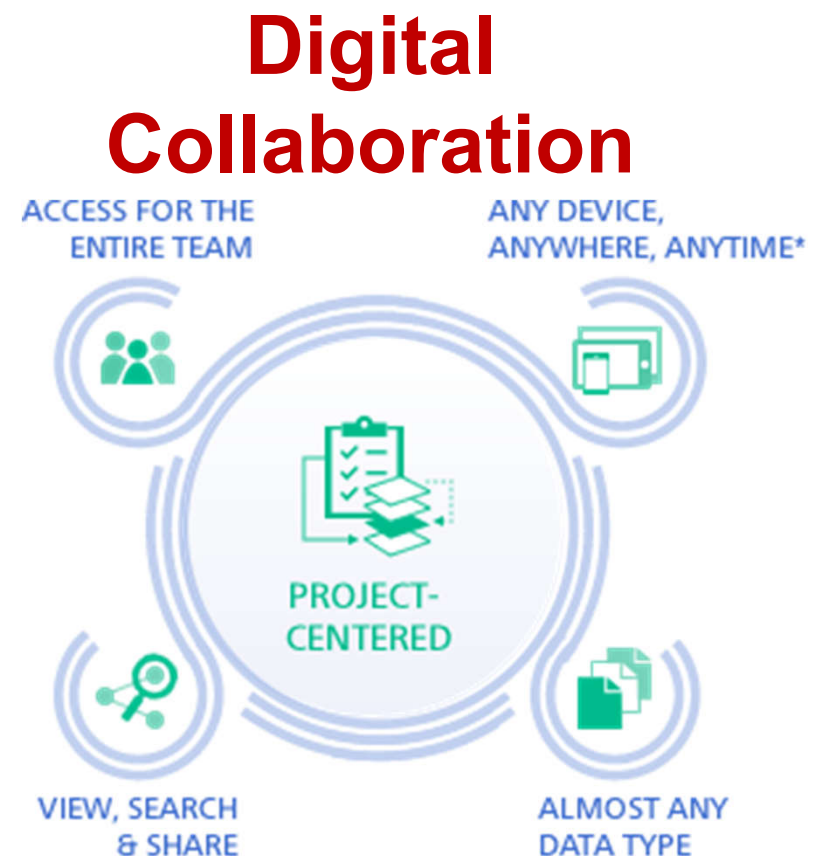 Digital
Collaboration
ACCESS FOR THE
ENTIRE TEAM
ANY DEVICE,
ANYWHERE, ANYTIME*
PROJECT-
CENTERED
VIEW, SEARCH
& SHARE
ALMOST ANY
DATA TYPE